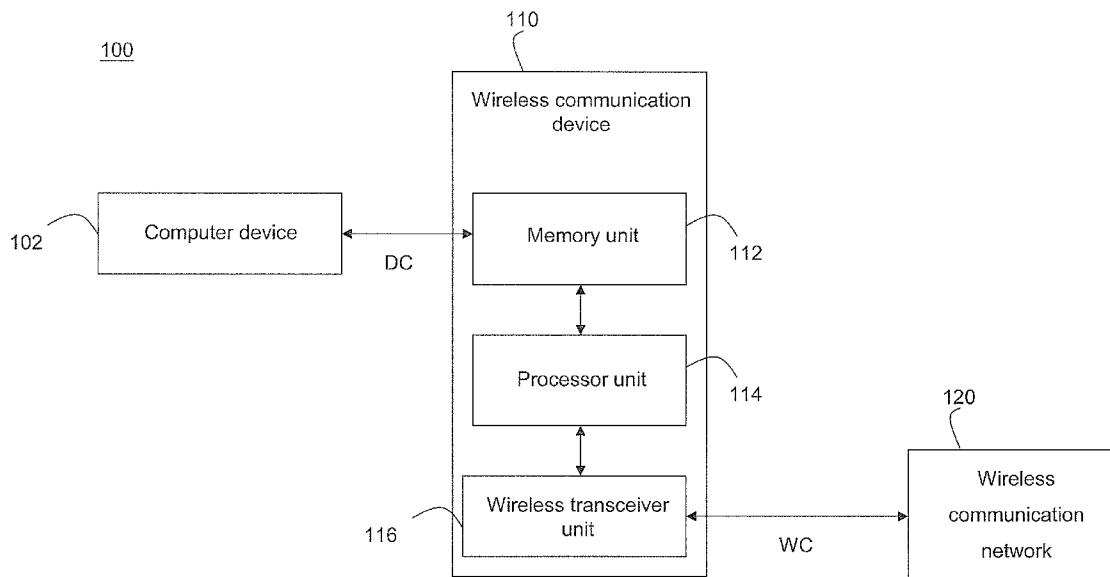 100
110
Wireless communication
device
102
Computer device
DC
Memory unit
112
Processor unit
114
Wireless transceiver
unit
116
WC
120
Wireless
communication
network